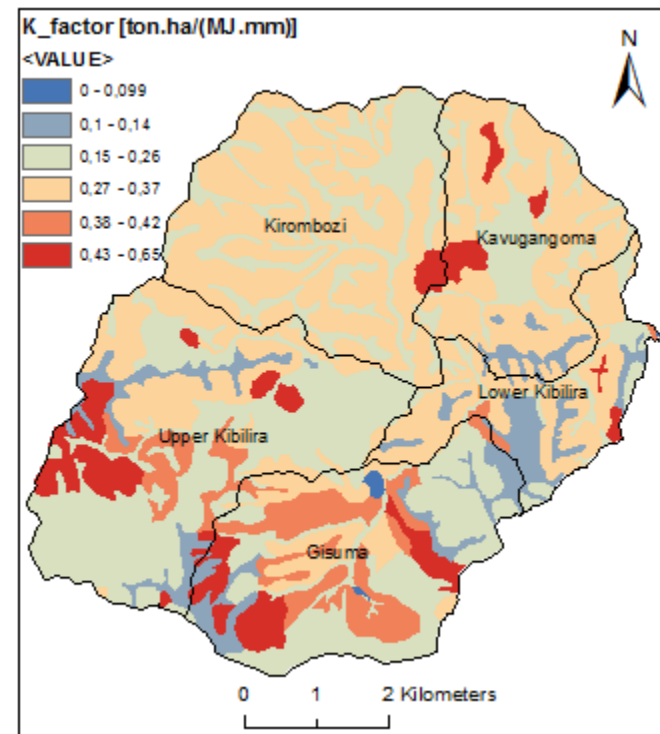 K_factor [ton.ha/(MJ.mm)]
<VALUE>
0 - 0,099
0,1 - 0,14
0,15 - 0,26
0,27 - 0,37
0,38 - 0,42
0,43 - 0,65
N
Kirombozi
Kavugangoma
Lower Kibilira
Upper Kibilira
Gisuma
0 1 2 Kilometers